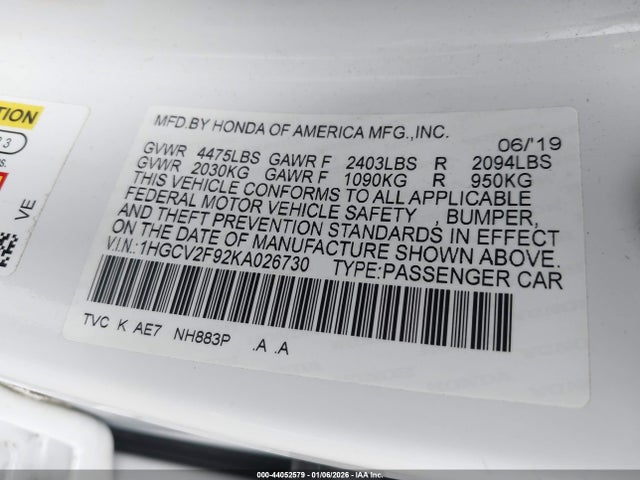 MFD.BY HONDA OF AMERICA MFG.,INC. 06/'19
GVWR 4475LBS GAWR F 2403LBS R 2094LBS
GVWR 2030KG GAWR F 1090KG R 950KG
THIS VEHICLE CONFORMS TO ALL APPLICABLE
FEDERAL MOTOR VEHICLE SAFETY , BUMPER,
AND THEFT PREVENTION STANDARDS IN EFFECT
ON THE DATE OF MANUFACTURE SHOWN ABOVE.
V.I.N.:1HGCV2F92KA026730 TYPE:PASSENGER CAR
TVC K AE7 NH883P .A .A
VE
000-44052579 | 01/06/2026 | IAA Inc.